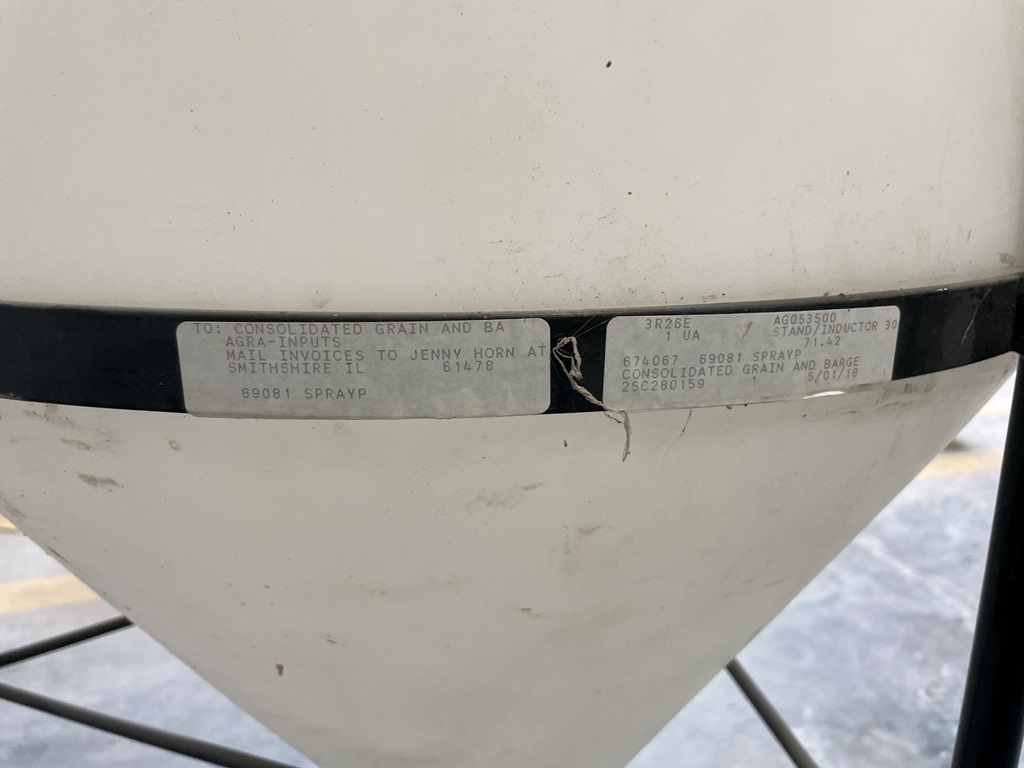 TO: CONSOLIDATED GRAIN AND BA
AGRA-INPUTS
MAIL INVOICES TO JENNY HORN AT
SMITHSHIRE IL 61478
69081 SPRAYP
3R26E / AG053500
1 UA STAND/INDUCTOR 30
71.42
674067 69081 SPRAYP
CONSOLIDATED GRAIN AND BARGE
25C280159 1 5/01/18